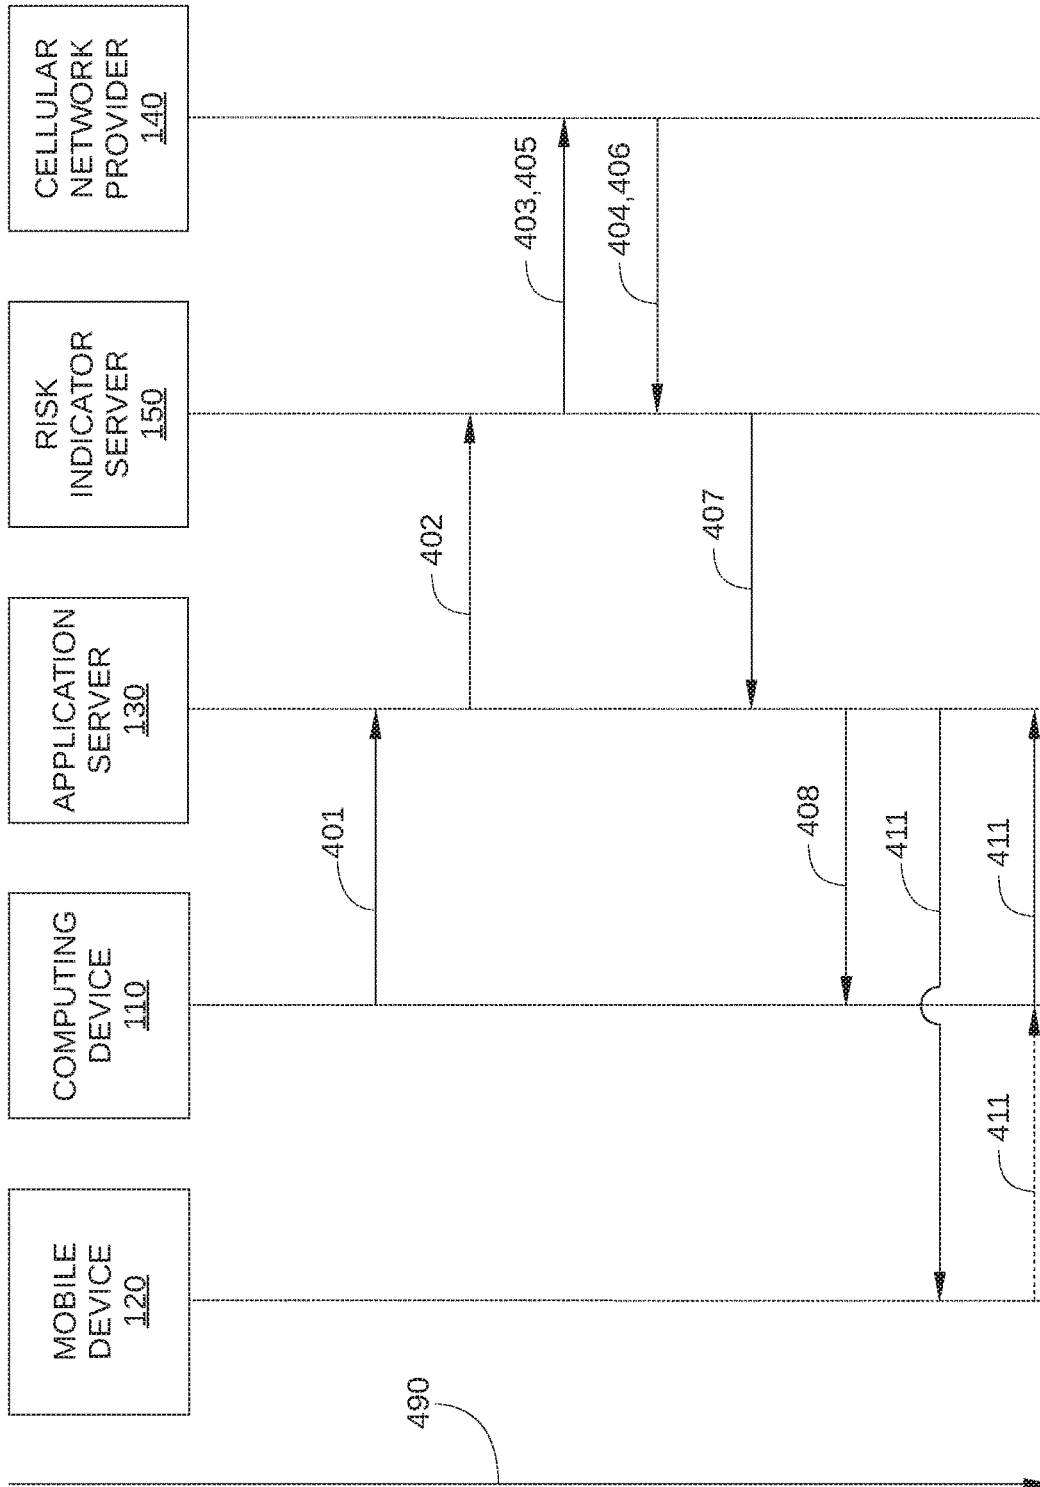 MOBILE
DEVICE
120
COMPUTING
DEVICE
110
APPLICATION
SERVER
130
RISK
INDICATOR
SERVER
150
CELLULAR
NETWORK
PROVIDER
140
490
401
402
403,405
404,406
407
408
411
411
411